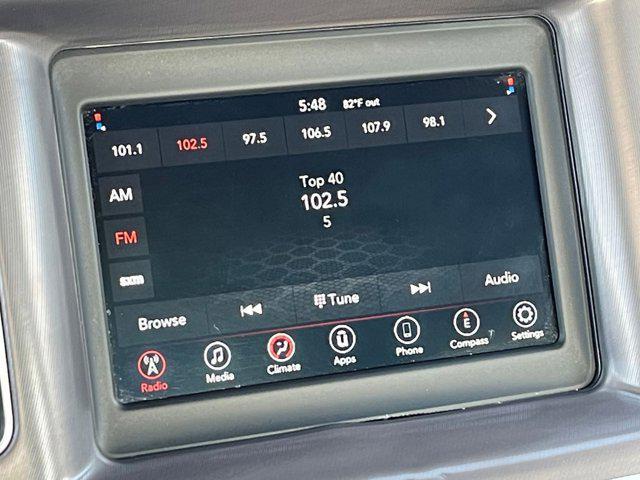 5:48 82°F out
101.1 102.5 97.5 106.5 107.9 98.1
AM
FM
sxm
Top 40
102.5
5
Browse Tune Audio
Radio Media Climate Apps Phone E Compass Settings